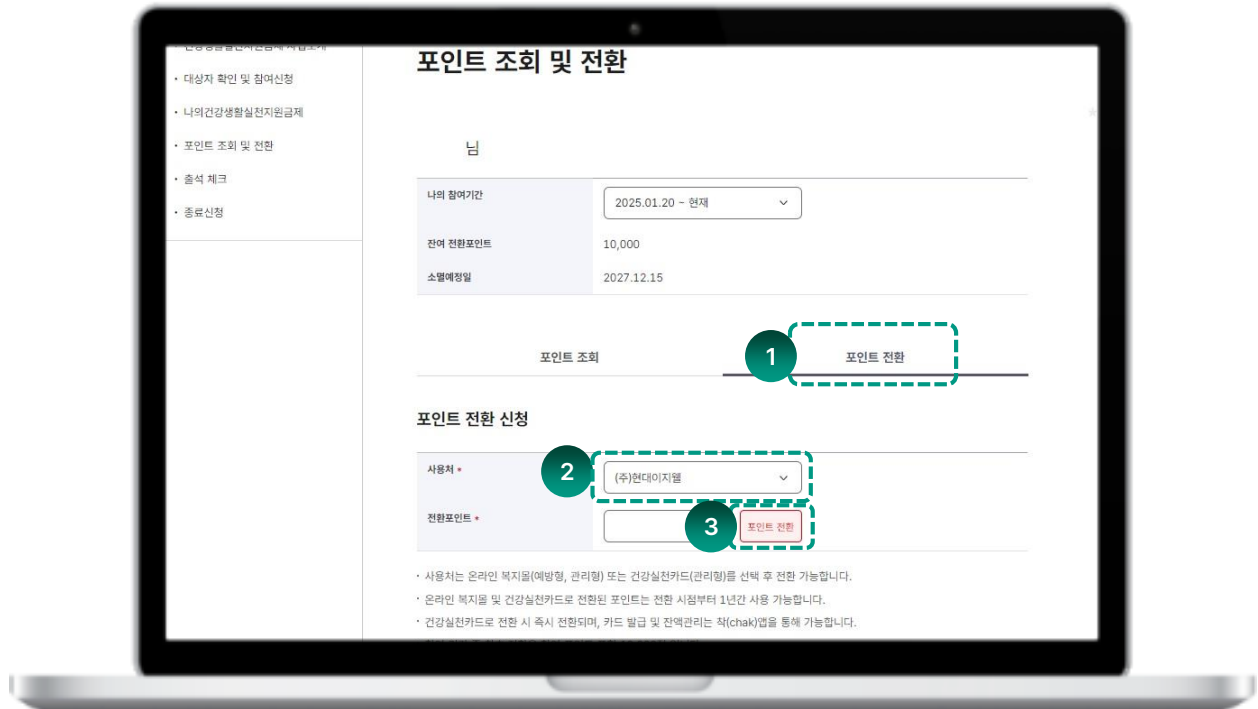 포인트 조회 및 전환
• 대상자 확인 및 참여신청
• 나의건강생활실천지원금제
• 포인트 조회 및 전환
• 출석 체크
• 종료신청
님
나의 참여기간
2025.01.20 ~ 현재
잔여 전환포인트
10,000
소멸예정일
2027.12.15
포인트 조회
1
포인트 전환
포인트 전환 신청
사용처 *
2
(주)현대이지웰
전환포인트 *
3
포인트 전환
• 사용처는 온라인 복지몰(예방형, 관리형) 또는 건강실천카드(관리형)를 선택 후 전환 가능합니다.
• 온라인 복지몰 및 건강실천카드로 전환된 포인트는 전환 시점부터 1년간 사용 가능합니다.
• 건강실천카드로 전환 시 즉시 전환되며, 카드 발급 및 잔액관리는 착(chak)앱을 통해 가능합니다.